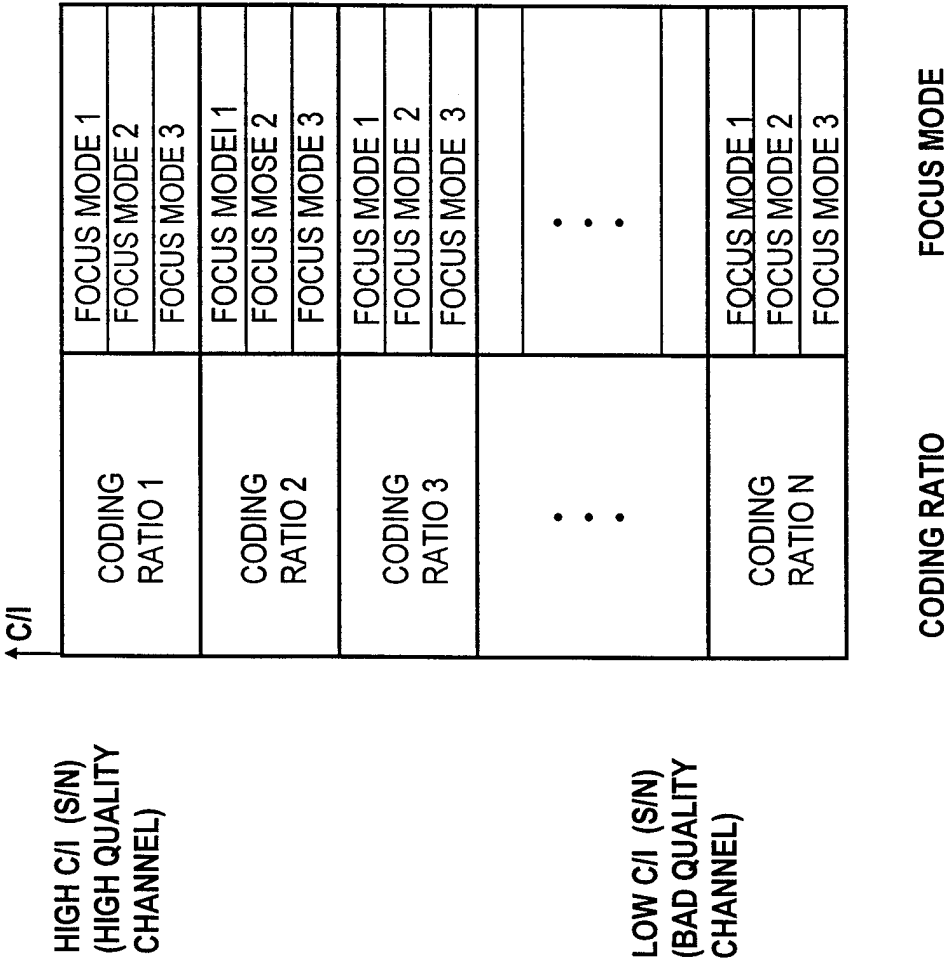 C/I
HIGH C/I (S/N)
(HIGH QUALITY
CHANNEL)
LOW C/I (S/N)
(BAD QUALITY
CHANNEL)
CODING
RATIO 1
FOCUS MODE 1
FOCUS MODE 2
FOCUS MODE 3
CODING
RATIO 2
FOCUS MODEI 1
FOCUS MOSE 2
FOCUS MODE 3
CODING
RATIO 3
FOCUS MODE 1
FOCUS MODE 2
FOCUS MODE 3
• • •
• • •
CODING
RATIO N
FOCUS MODE 1
FOCUS MODE 2
FOCUS MODE 3
CODING RATIO
FOCUS MODE